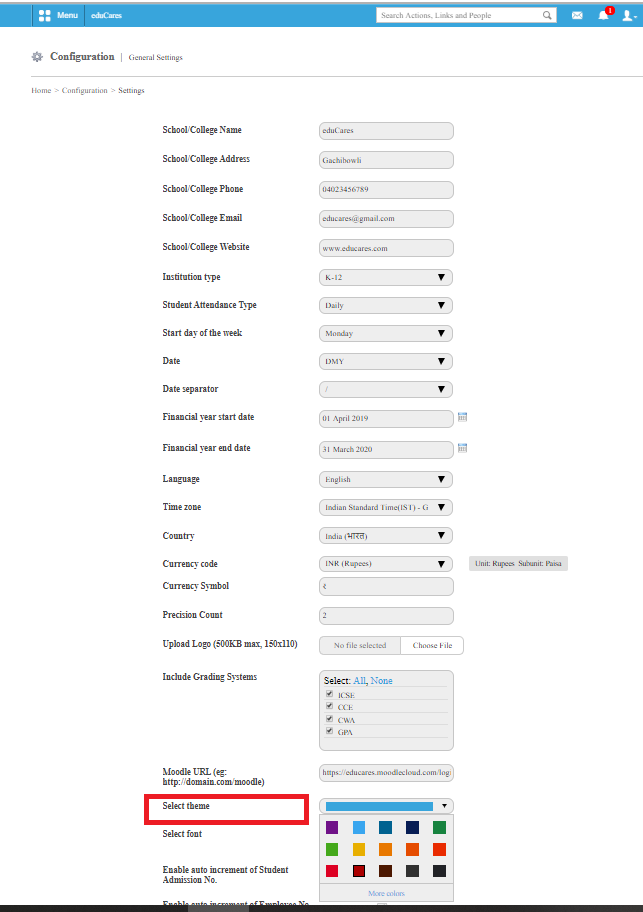 Menu eduCares Search Actions, Links and People 1
Configuration | General Settings
Home > Configuration > Settings
School/College Name eduCares
School/College Address Gachibowli
School/College Phone 04023456789
School/College Email educares@gmail.com
School/College Website www.educares.com
Institution type K-12
Student Attendance Type Daily
Start day of the week Monday
Date DMY
Date separator /
Financial year start date 01 April 2019
Financial year end date 31 March 2020
Language English
Time zone Indian Standard Time(IST) - G
Country India (भारत)
Currency code INR (Rupees) Unit: Rupees Subunit: Paisa
Currency Symbol ₹
Precision Count 2
Upload Logo (500KB max, 150x110) No file selected Choose File
Include Grading Systems Select: All, None
ICSE
CCE
CWA
GPA
Moodle URL (eg: https://educares.moodlecloud.com/logi
http://domain.com/moodle)
Select theme
Select font
Enable auto increment of Student
Admission No.
More colors
Enable auto increment of Employee No